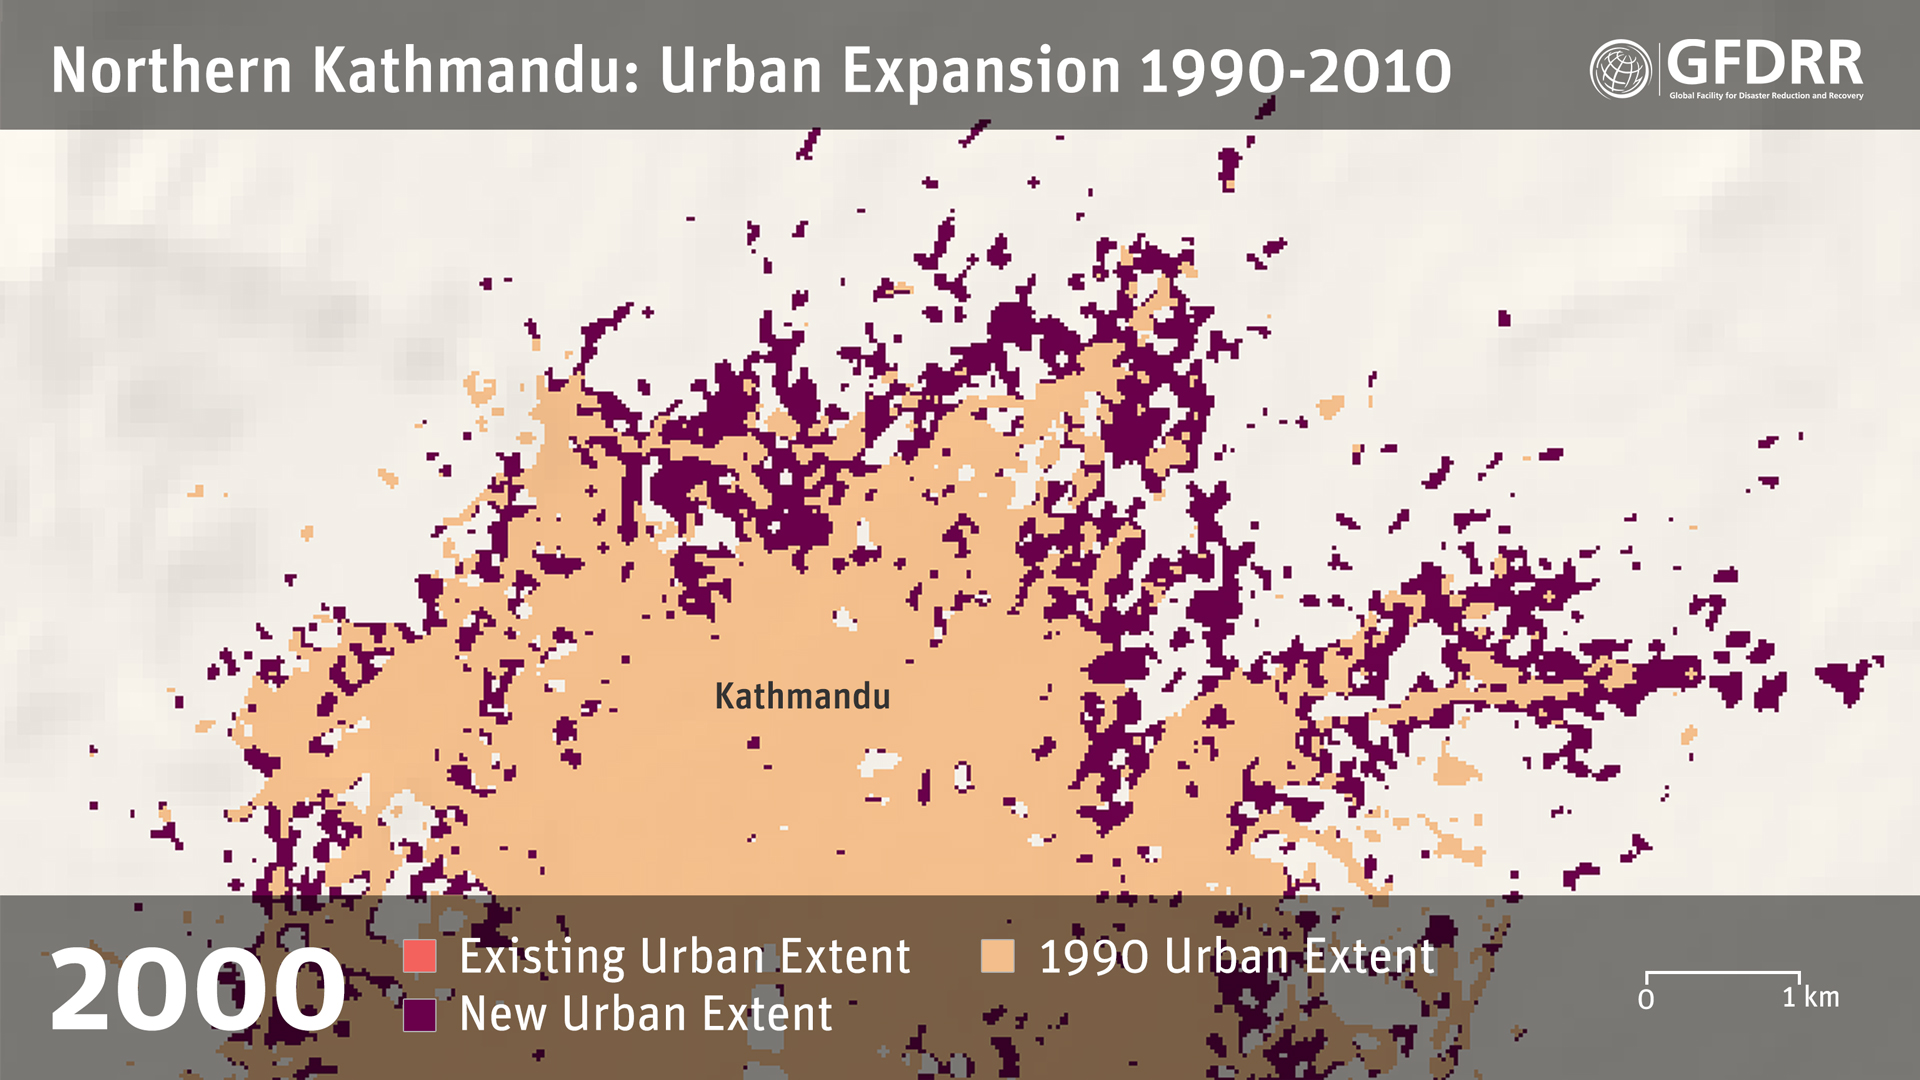 Northern Kathmandu: Urban Expansion 1990-2010
GFDRR
Global Facility for Disaster Reduction and Recovery
Kathmandu
2000
Existing Urban Extent
1990 Urban Extent
New Urban Extent
0
1 km